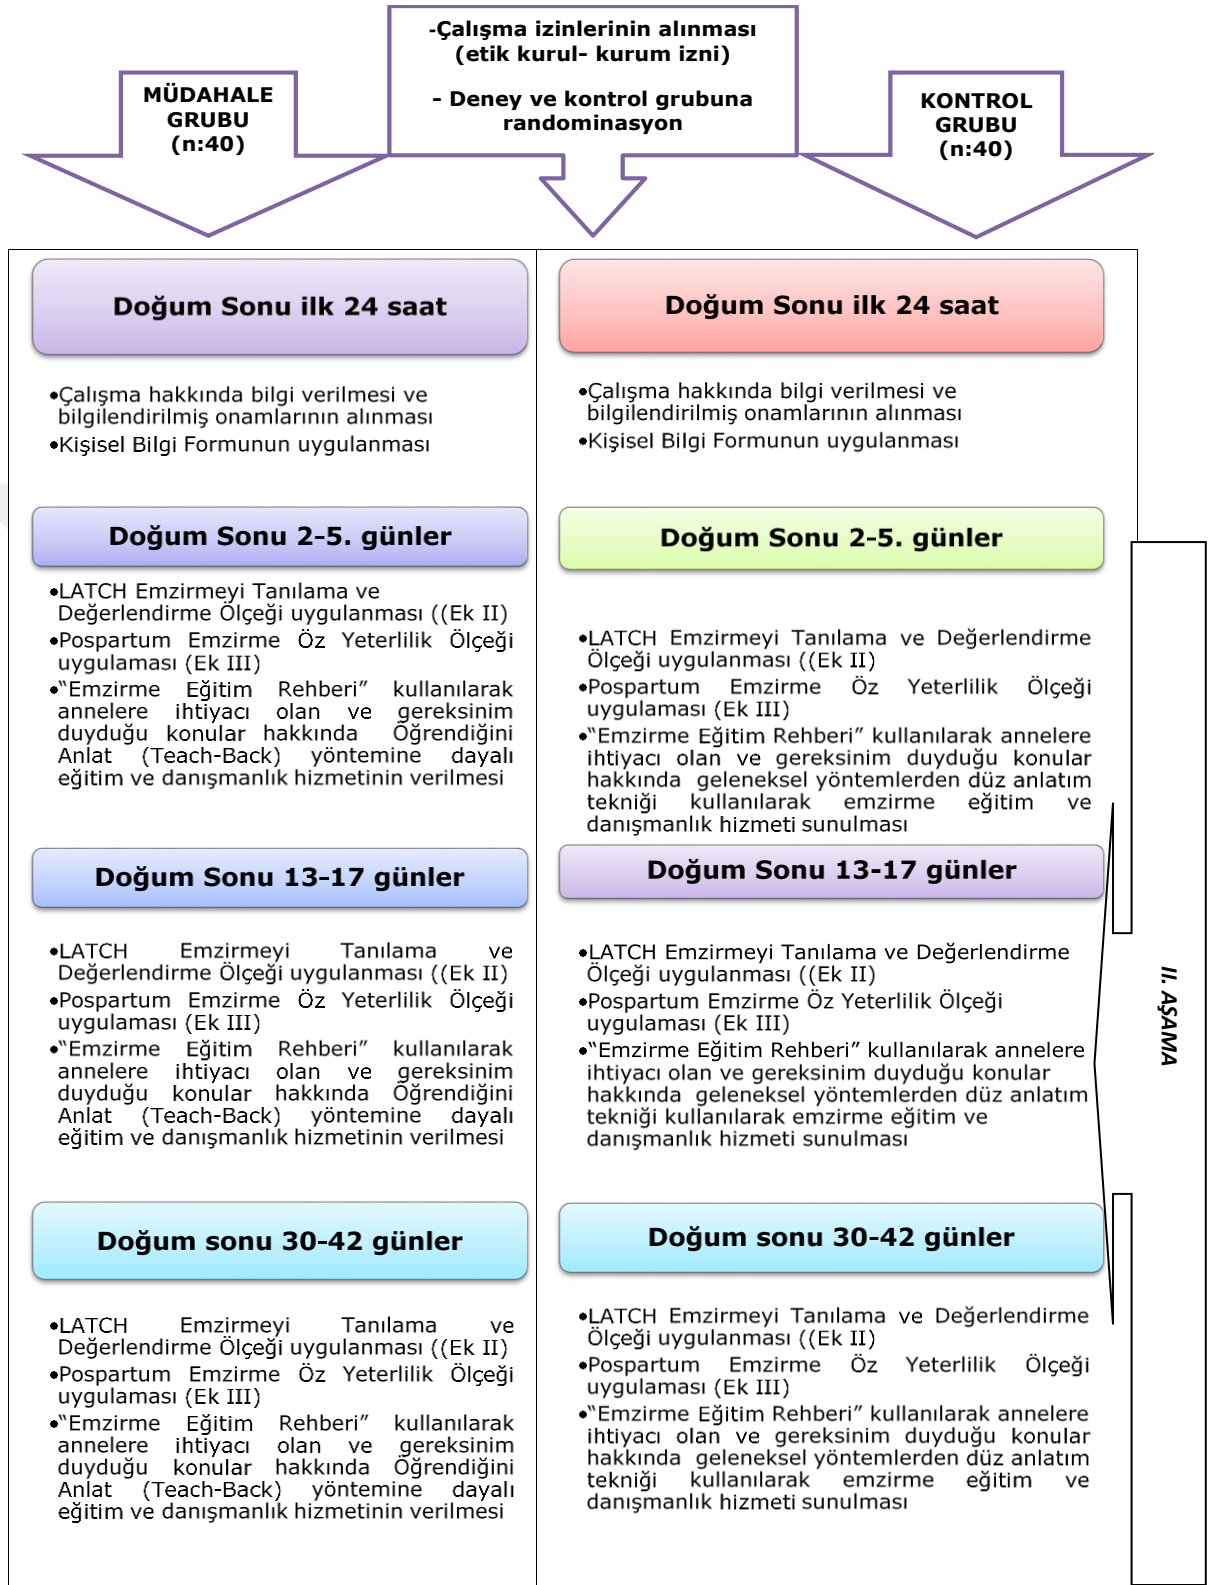 -Çalışma izinlerinin alınması
(etik kurul- kurum izni)
– Deney ve kontrol grubuna
randominasyon
MÜDAHALE
GRUBU
(n:40)
KONTROL
GRUBU
(n:40)
Doğum Sonu ilk 24 saat
•Çalışma hakkında bilgi verilmesi ve
bilgilendirilmiş onamlarının alınması
•Kişisel Bilgi Formunun uygulanması
Doğum Sonu 2-5. günler
•LATCH Emzirmeyi Tanılama ve
Değerlendirme Ölçeği uygulanması ((Ek II)
•Pospartum Emzirme Öz Yeterlilik Ölçeği
uygulaması (Ek III)
•“Emzirme Eğitim Rehberi” kullanılarak
annelere ihtiyacı olan ve gereksinim
duyduğu konular hakkında Öğrendiğini
Anlat (Teach-Back) yöntemine dayalı
eğitim ve danışmanlık hizmetinin verilmesi
Doğum Sonu 13-17 günler
•LATCH Emzirmeyi Tanılama ve
Değerlendirme Ölçeği uygulanması ((Ek II)
•Pospartum Emzirme Öz Yeterlilik Ölçeği
uygulaması (Ek III)
•“Emzirme Eğitim Rehberi” kullanılarak
annelere ihtiyacı olan ve gereksinim
duyduğu konular hakkında Öğrendiğini
Anlat (Teach-Back) yöntemine dayalı
eğitim ve danışmanlık hizmetinin verilmesi
Doğum sonu 30-42 günler
•LATCH Emzirmeyi Tanılama ve
Değerlendirme Ölçeği uygulanması ((Ek II)
•Pospartum Emzirme Öz Yeterlilik Ölçeği
uygulaması (Ek III)
•“Emzirme Eğitim Rehberi” kullanılarak
annelere ihtiyacı olan ve gereksinim
duyduğu konular hakkında Öğrendiğini
Anlat (Teach-Back) yöntemine dayalı
eğitim ve danışmanlık hizmetinin verilmesi
Doğum Sonu ilk 24 saat
•Çalışma hakkında bilgi verilmesi ve
bilgilendirilmiş onamlarının alınması
•Kişisel Bilgi Formunun uygulanması
Doğum Sonu 2-5. günler
•LATCH Emzirmeyi Tanılama ve Değerlendirme
Ölçeği uygulanması ((Ek II)
•Pospartum Emzirme Öz Yeterlilik Ölçeği
uygulaması (Ek III)
•“Emzirme Eğitim Rehberi” kullanılarak annelere
ihtiyacı olan ve gereksinim duyduğu konular
hakkında geleneksel yöntemlerden düz anlatım
tekniği kullanılarak emzirme eğitim ve
danışmanlık hizmeti sunulması
Doğum Sonu 13-17 günler
•LATCH Emzirmeyi Tanılama ve Değerlendirme
Ölçeği uygulanması ((Ek II)
•Pospartum Emzirme Öz Yeterlilik Ölçeği
uygulaması (Ek III)
•“Emzirme Eğitim Rehberi” kullanılarak annelere
ihtiyacı olan ve gereksinim duyduğu konular
hakkında geleneksel yöntemlerden düz anlatım
tekniği kullanılarak emzirme eğitim ve
danışmanlık hizmeti sunulması
Doğum sonu 30-42 günler
•LATCH Emzirmeyi Tanılama ve Değerlendirme
Ölçeği uygulanması ((Ek II)
•Pospartum Emzirme Öz Yeterlilik Ölçeği
uygulaması (Ek III)
•“Emzirme Eğitim Rehberi” kullanılarak annelere
ihtiyacı olan ve gereksinim duyduğu konular
hakkında geleneksel yöntemlerden düz anlatım
tekniği kullanılarak emzirme eğitim ve
danışmanlık hizmeti sunulması
II. AŞAMA